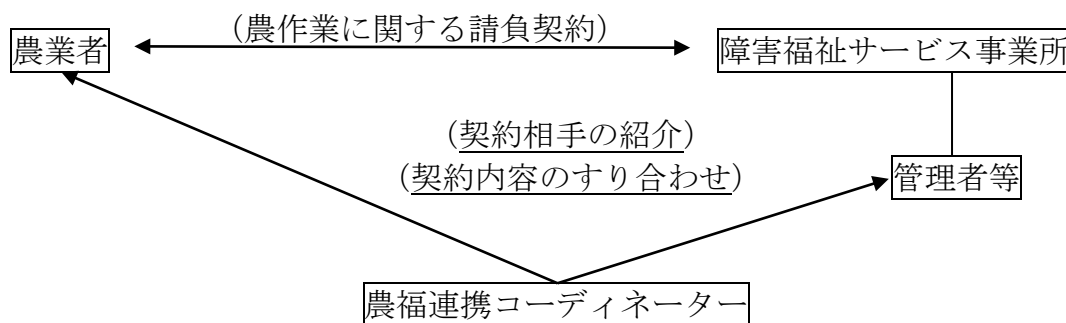 (農作業に関する請負契約)
農業者
障害福祉サービス事業所
(契約相手の紹介)
(契約内容のすり合わせ)
管理者等
農福連携コーディネーター